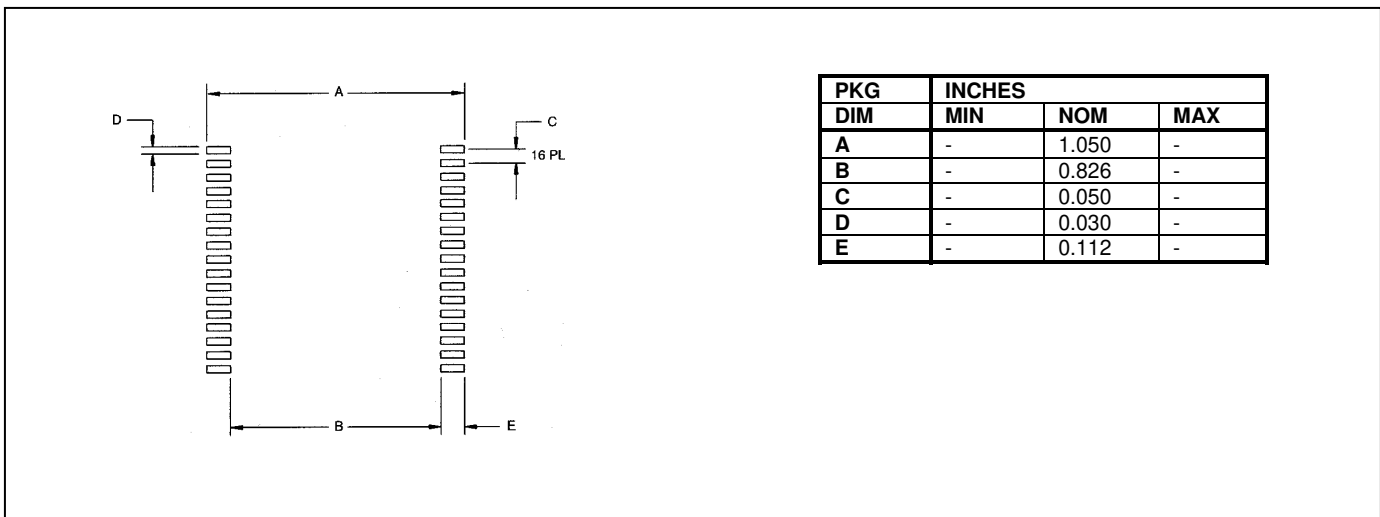 A
D
C
16 PL
B
E
PKG INCHES
DIM MIN NOM MAX
A - 1.050 -
B - 0.826 -
C - 0.050 -
D - 0.030 -
E - 0.112 -